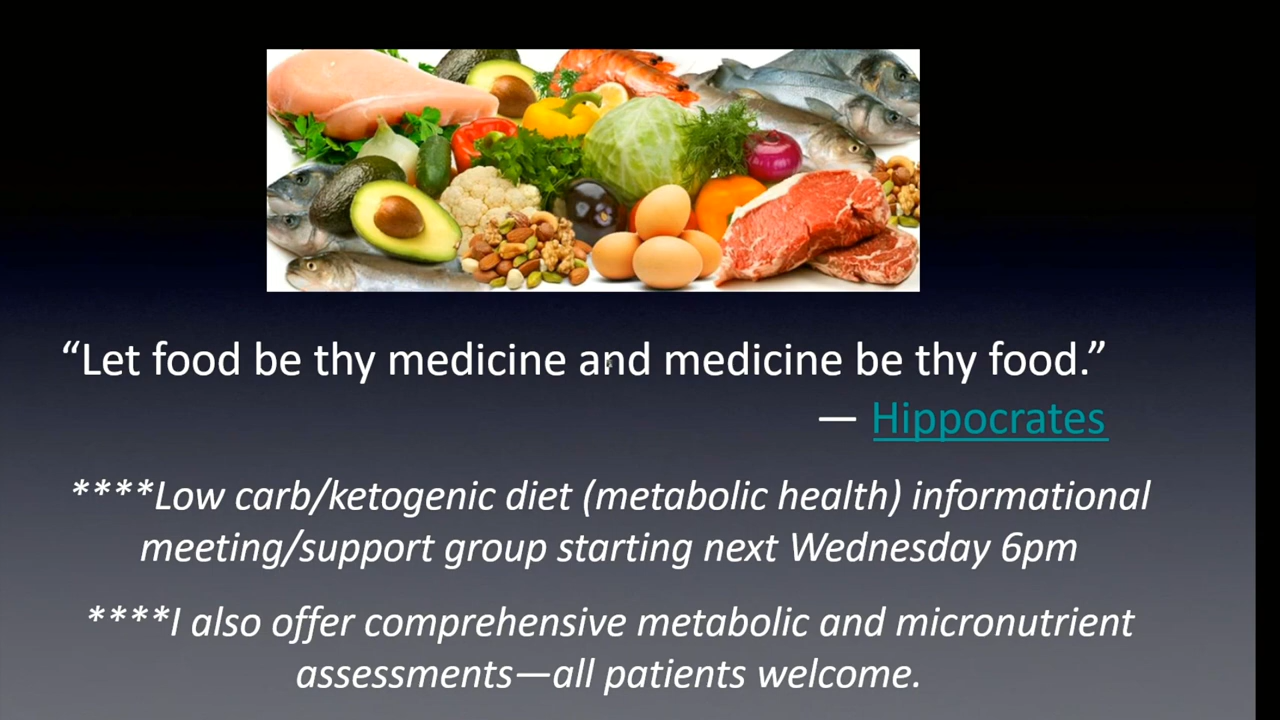 “Let food be thy medicine and medicine be thy food.”
— Hippocrates
****Low carb/ketogenic diet (metabolic health) informational
meeting/support group starting next Wednesday 6pm
****I also offer comprehensive metabolic and micronutrient
assessments—all patients welcome.